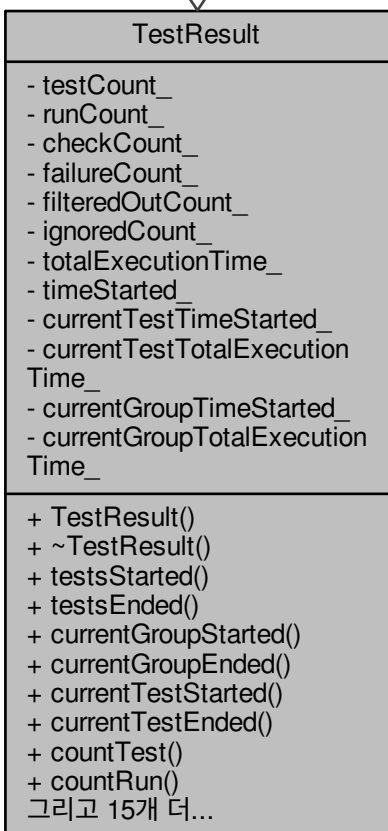 TestResult
- testCount_
- runCount_
- checkCount_
- failureCount_
- filteredOutCount_
- ignoredCount_
- totalExecutionTime_
- timeStarted_
- currentTestTimeStarted_
- currentTestTotalExecution
Time_
- currentGroupTimeStarted_
- currentGroupTotalExecution
Time_
+ TestResult()
+ ~TestResult()
+ testsStarted()
+ testsEnded()
+ currentGroupStarted()
+ currentGroupEnded()
+ currentTestStarted()
+ currentTestEnded()
+ countTest()
+ countRun()
그리고 15개 더...